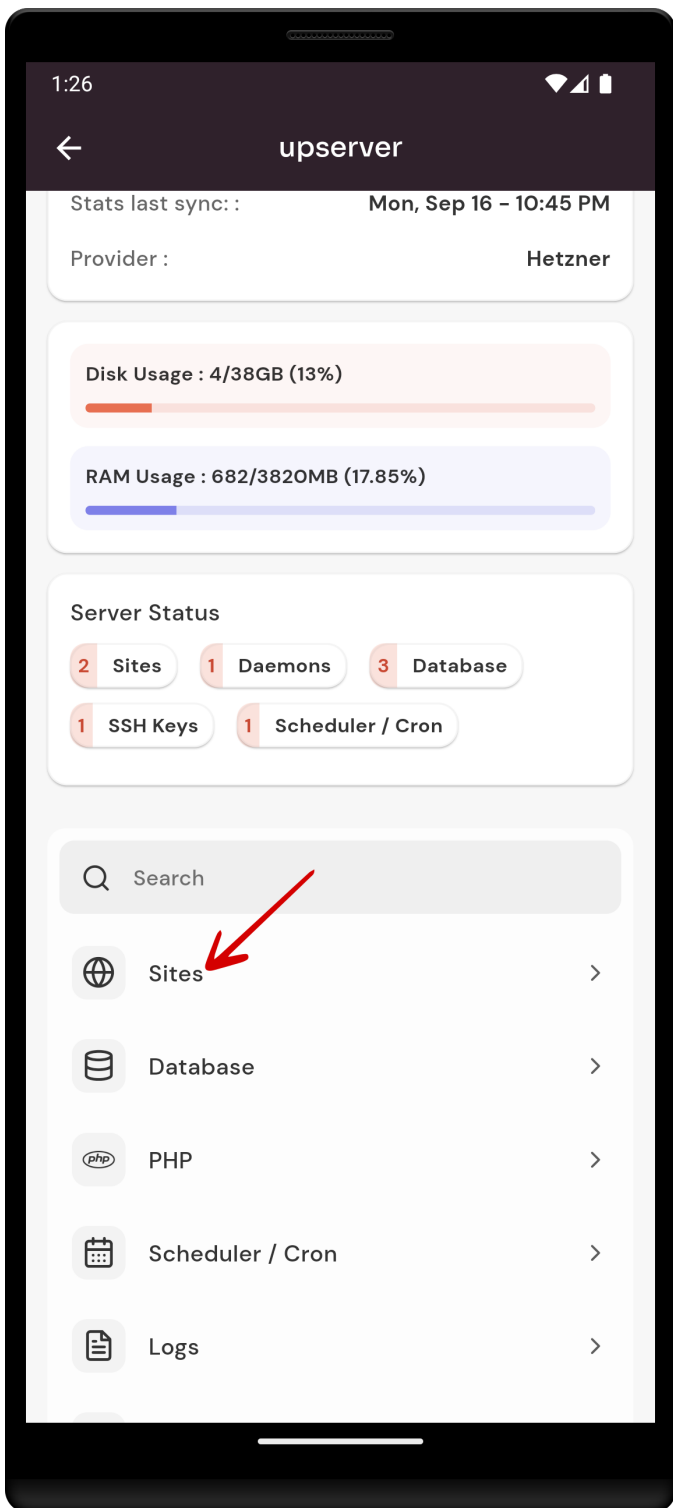 1:26
upserver
Stats last sync: : Mon, Sep 16 - 10:45 PM
Provider : Hetzner
Disk Usage : 4/38GB (13%)
RAM Usage : 682/3820MB (17.85%)
Server Status
2 Sites 1 Daemons 3 Database
1 SSH Keys 1 Scheduler / Cron
Search
Sites
Database
php PHP
Scheduler / Cron
Logs